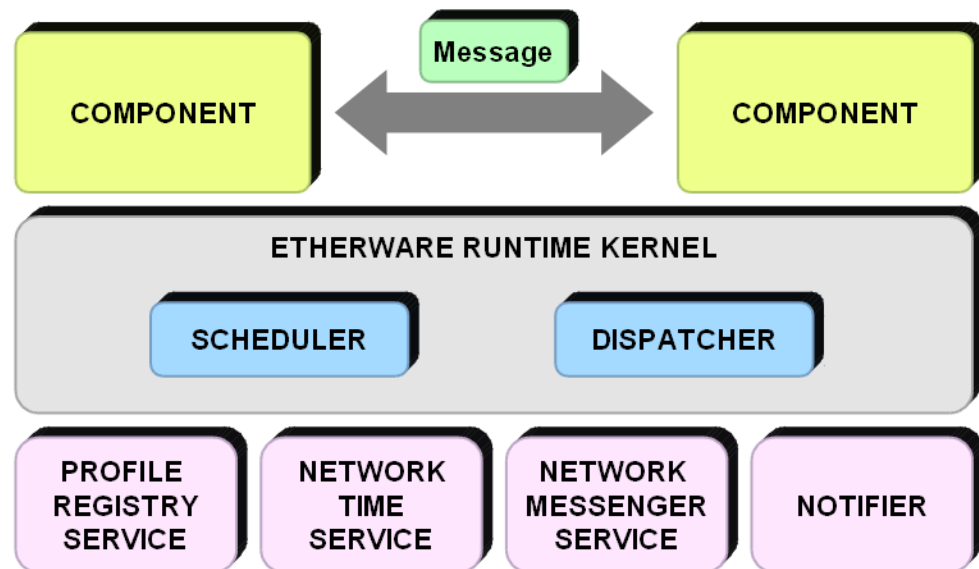 Message
COMPONENT
COMPONENT
ETHERWARE RUNTIME KERNEL
SCHEDULER
DISPATCHER
PROFILE
REGISTRY
SERVICE
NETWORK
TIME
SERVICE
NETWORK
MESSENGER
SERVICE
NOTIFIER